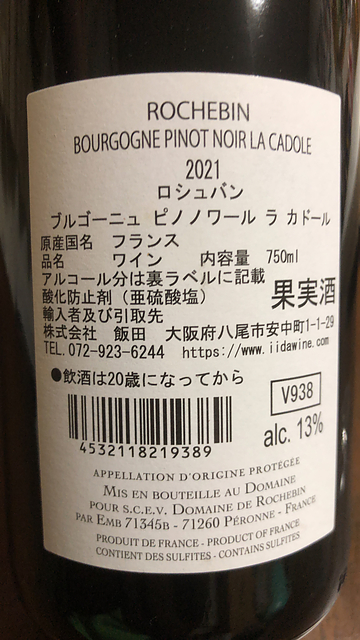 ROCHEBIN
BOURGOGNE PINOT NOIR LA CADOLE
2021
ロシュバン
ブルゴーニュ ピノ ノワール ラ カドール
原産国名 フランス
品名 ワイン 内容量 750ml
アルコール分は裏ラベルに記載
酸化防止剤（亜硫酸塩） 果実酒
輸入者及び引取先
株式会社 飯田 大阪府八尾市安中町1-1-29
TEL.072-923-6244 https://www.iidawine.com
●飲酒は20歳になってから
V938
alc. 13%
4532118219389
APPELLATION D'ORIGINE PROTÉGÉE
MIS EN BOUTEILLE AU DOMAINE
POUR S.C.E.V. DOMAINE DE ROCHEBIN
PAR EMB 71345B - 71260 PÉRONNE - FRANCE
PRODUIT DE FRANCE - PRODUCT OF FRANCE
CONTIENT DES SULFITES - CONTAINS SULFITES